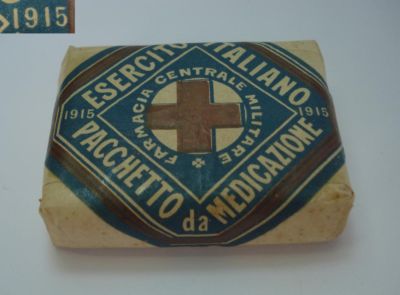 1915
ESERCITO ITALIANO
FARMACIA CENTRALE MILITARE
1915
1915
PACCHETTO da MEDICAZIONE